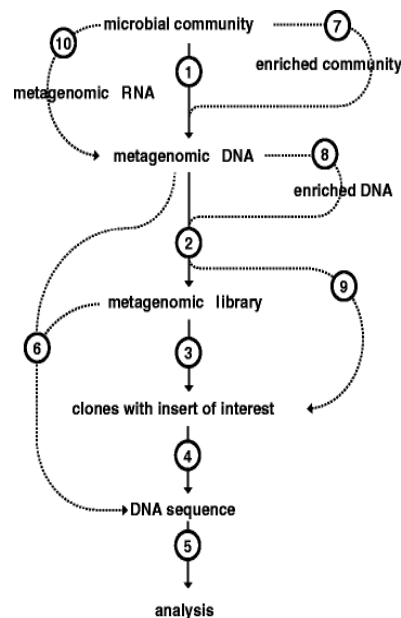 microbial community
7
10
1
enriched community
metagenomic RNA
metagenomic DNA
8
enriched DNA
2
9
metagenomic library
6
3
clones with insert of interest
4
DNA sequence
5
analysis